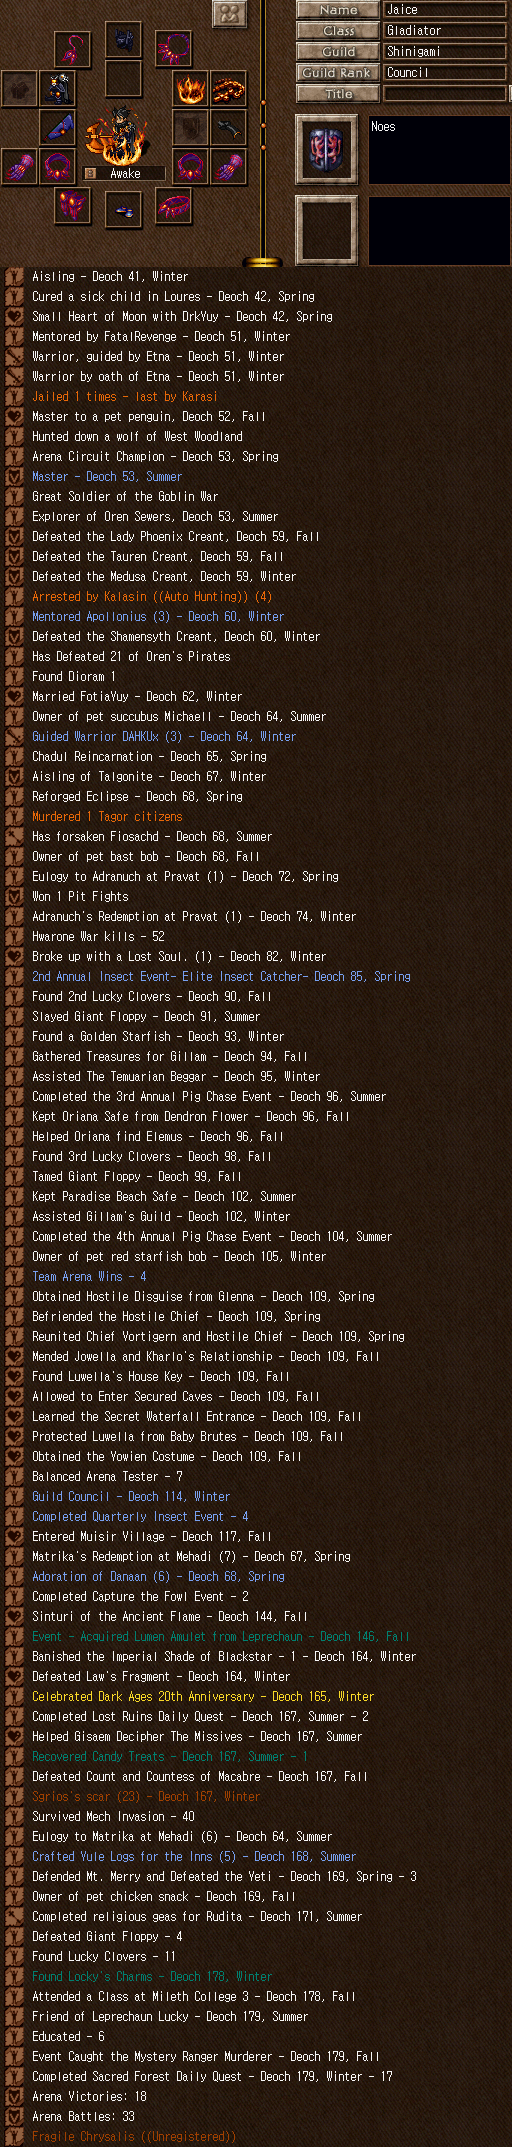 Name
Jaice
Class
Gladiator
Guild
Shinigami
Guild Rank
Council
Title
Noes
Awake
Aisling - Deoch 41, Winter
Cured a sick child in Loures - Deoch 42, Spring
Small Heart of Moon with DrkYuy - Deoch 42, Spring
Mentored by FatalRevenge - Deoch 51, Winter
Warrior, guided by Etna - Deoch 51, Winter
Warrior by oath of Etna - Deoch 51, Winter
Jailed 1 times - last by Karasi
Master to a pet penguin, Deoch 52, Fall
Hunted down a wolf of West Woodland
Arena Circuit Champion - Deoch 53, Spring
Master - Deoch 53, Summer
Great Soldier of the Goblin War
Explorer of Oren Sewers, Deoch 53, Summer
Defeated the Lady Phoenix Creant, Deoch 59, Fall
Defeated the Tauren Creant, Deoch 59, Fall
Defeated the Medusa Creant, Deoch 59, Winter
Arrested by Kalasin ((Auto Hunting)) (4)
Mentored Apollonius (3) - Deoch 60, Winter
Defeated the Shamensyth Creant, Deoch 60, Winter
Has Defeated 21 of Oren's Pirates
Found Dioram 1
Married FotiaYuy - Deoch 62, Winter
Owner of pet succubus Michaell - Deoch 64, Summer
Guided Warrior DAHKUx (3) - Deoch 64, Winter
Chadul Reincarnation - Deoch 65, Spring
Aisling of Talgonite - Deoch 67, Winter
Reforged Eclipse - Deoch 68, Spring
Murdered 1 Tagor citizens
Has forsaken Fiosachd - Deoch 68, Summer
Owner of pet bast bob - Deoch 68, Fall
Eulogy to Adranuch at Pravat (1) - Deoch 72, Spring
Won 1 Pit Fights
Adranuch's Redemption at Pravat (1) - Deoch 74, Winter
Hwarone War kills - 52
Broke up with a Lost Soul. (1) - Deoch 82, Winter
2nd Annual Insect Event- Elite Insect Catcher- Deoch 85, Spring
Found 2nd Lucky Clovers - Deoch 90, Fall
Slayed Giant Floppy - Deoch 91, Summer
Found a Golden Starfish - Deoch 93, Winter
Gathered Treasures for Gillam - Deoch 94, Fall
Assisted The Temuarian Beggar - Deoch 95, Winter
Completed the 3rd Annual Pig Chase Event - Deoch 96, Summer
Kept Oriana Safe from Dendron Flower - Deoch 96, Fall
Helped Oriana find Elemus - Deoch 96, Fall
Found 3rd Lucky Clovers - Deoch 98, Fall
Tamed Giant Floppy - Deoch 99, Fall
Kept Paradise Beach Safe - Deoch 102, Summer
Assisted Gillam's Guild - Deoch 102, Winter
Completed the 4th Annual Pig Chase Event - Deoch 104, Summer
Owner of pet red starfish bob - Deoch 105, Winter
Team Arena Wins - 4
Obtained Hostile Disguise from Glenna - Deoch 109, Spring
Befriended the Hostile Chief - Deoch 109, Spring
Reunited Chief Vortigern and Hostile Chief - Deoch 109, Spring
Mended Jowella and Kharlo's Relationship - Deoch 109, Fall
Found Luwella's House Key - Deoch 109, Fall
Allowed to Enter Secured Caves - Deoch 109, Fall
Learned the Secret Waterfall Entrance - Deoch 109, Fall
Protected Luwella from Baby Brutes - Deoch 109, Fall
Obtained the Yowien Costume - Deoch 109, Fall
Balanced Arena Tester - 7
Guild Council - Deoch 114, Winter
Completed Quarterly Insect Event - 4
Entered Muisir Village - Deoch 117, Fall
Matrika's Redemption at Mehadi (7) - Deoch 67, Spring
Adoration of Danaan (6) - Deoch 68, Spring
Completed Capture the Fowl Event - 2
Sinturi of the Ancient Flame - Deoch 144, Fall
Event - Acquired Lumen Amulet from Leprechaun - Deoch 146, Fall
Banished the Imperial Shade of Blackstar - 1 - Deoch 164, Winter
Defeated Law's Fragment - Deoch 164, Winter
Celebrated Dark Ages 20th Anniversary - Deoch 165, Winter
Completed Lost Ruins Daily Quest - Deoch 167, Summer - 2
Helped Gisaem Decipher The Missives - Deoch 167, Summer
Recovered Candy Treats - Deoch 167, Summer - 1
Defeated Count and Countess of Macabre - Deoch 167, Fall
Sgrios's scar (23) - Deoch 167, Winter
Survived Mech Invasion - 40
Eulogy to Matrika at Mehadi (6) - Deoch 64, Summer
Crafted Yule Logs for the Inns (5) - Deoch 168, Summer
Defended Mt. Merry and Defeated the Yeti - Deoch 169, Spring - 3
Owner of pet chicken snack - Deoch 169, Fall
Completed religious geas for Rudita - Deoch 171, Summer
Defeated Giant Floppy - 4
Found Lucky Clovers - 11
Found Locky's Charms - Deoch 178, Winter
Attended a Class at Mileth College 3 - Deoch 178, Fall
Friend of Leprechaun Lucky - Deoch 179, Summer
Educated - 6
Event Caught the Mystery Ranger Murderer - Deoch 179, Fall
Completed Sacred Forest Daily Quest - Deoch 179, Winter - 17
Arena Victories: 18
Arena Battles: 33
Fragile Chrysalis ((Unregistered))